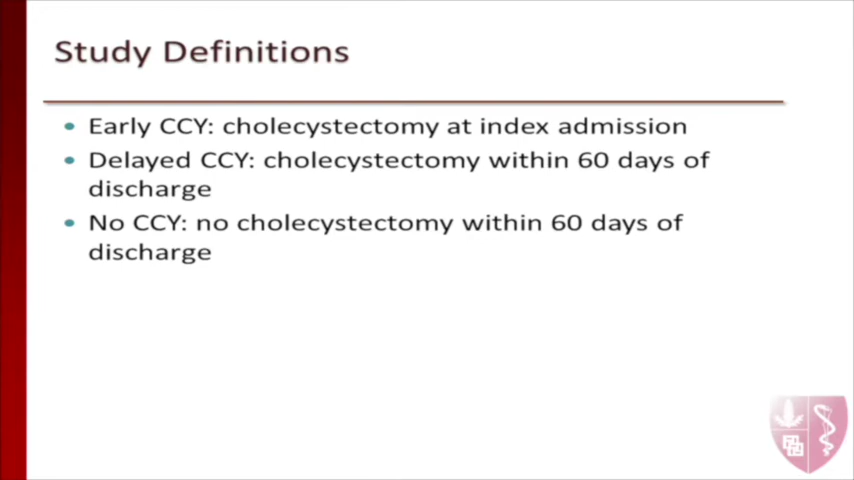 Study Definitions
• Early CCY: cholecystectomy at index admission
• Delayed CCY: cholecystectomy within 60 days of
discharge
• No CCY: no cholecystectomy within 60 days of
discharge